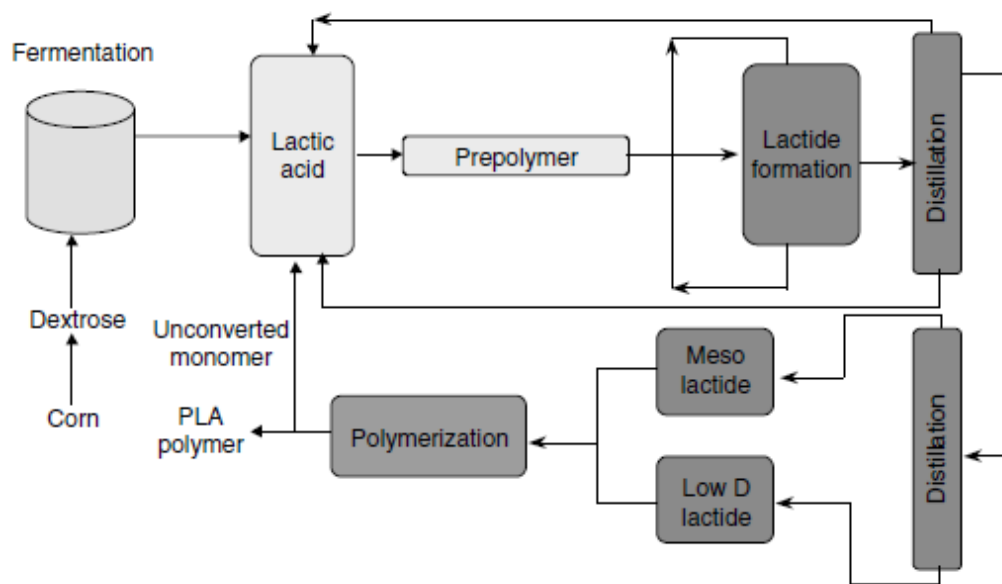 Fermentation
Lactic
acid
Prepolymer
Lactide
formation
Distillation
Dextrose
Corn
Unconverted
monomer
PLA
polymer
Polymerization
Meso
lactide
Low D
lactide
Distillation